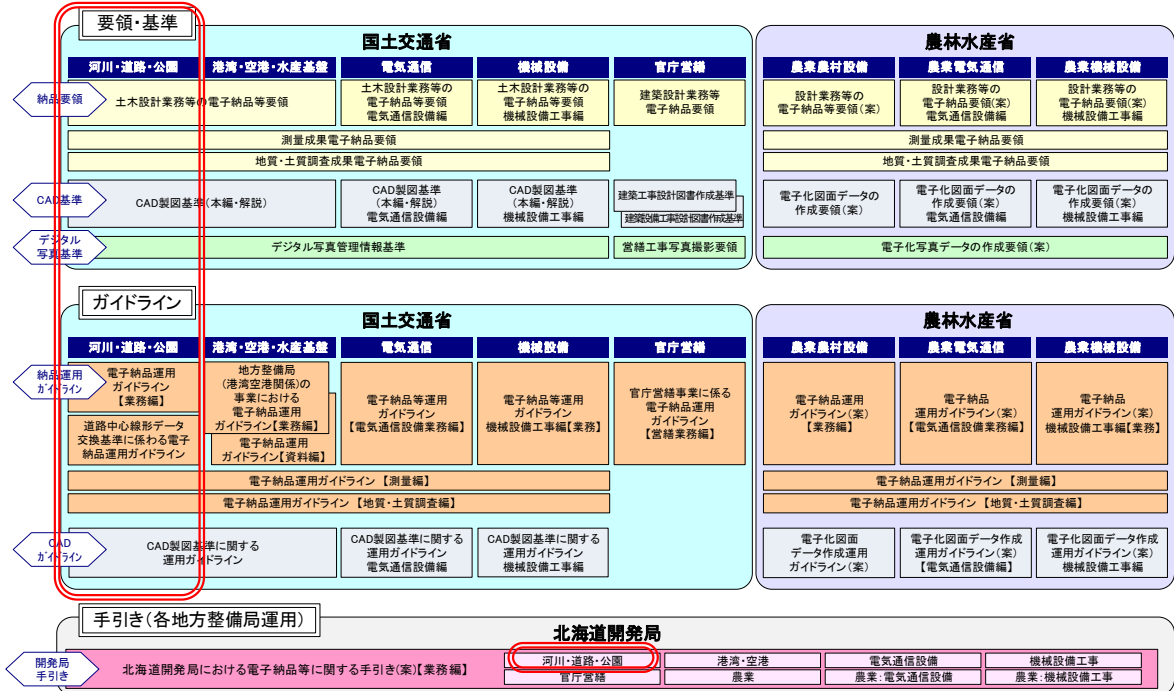 要領・基準
国土交通省
農林水産省
河川・道路・公園
港湾・空港・水産基盤
電気通信
機械設備
官庁営繕
農業農村設備
農業電気通信
農業機械設備
納品要領
土木設計業務等の電子納品等要領
土木設計業務等の
電子納品等要領
電気通信設備編
土木設計業務等の
電子納品等要領
機械設備工事編
建築設計業務等
電子納品要領
設計業務等の
電子納品等要領(案)
設計業務等の
電子納品要領(案)
電気通信設備編
設計業務等の
電子納品要領(案)
機械設備工事編
測量成果電子納品要領
測量成果電子納品要領
地質・土質調査成果電子納品要領
地質・土質調査成果電子納品要領
CAD基準
CAD製図基準(本編・解説)
CAD製図基準
(本編・解説)
電気通信設備編
CAD製図基準
(本編・解説)
機械設備工事編
建築工事設計図書作成基準
建築設備工事設計図書作成基準
電子化図面データの
作成要領(案)
電子化図面データの
作成要領(案)
電気通信設備編
電子化図面データの
作成要領(案)
機械設備工事編
デジタル
写真基準
デジタル写真管理情報基準
営繕工事写真撮影要領
電子化写真データの作成要領(案)
ガイドライン
国土交通省
農林水産省
河川・道路・公園
港湾・空港・水産基盤
電気通信
機械設備
官庁営繕
農業農村設備
農業電気通信
農業機械設備
納品運用
ガイドライン
電子納品運用
ガイドライン
【業務編】
道路中心線形データ
交換基準に係わる電子
納品運用ガイドライン
地方整備局
(港湾空港関係)の
事業における
電子納品運用
ガイドライン【業務編】
電子納品運用
ガイドライン【資料編】
電子納品等運用
ガイドライン
【電気通信設備業務編】
電子納品等運用
ガイドライン
機械設備工事編【業務】
官庁営繕事業に係る
電子納品運用
ガイドライン
【営繕業務編】
電子納品運用
ガイドライン(案)
【業務編】
電子納品
運用ガイドライン(案)
【電気通信設備業務編】
電子納品
運用ガイドライン(案)
機械設備工事編【業務】
電子納品運用ガイドライン 【測量編】
電子納品運用ガイドライン 【測量編】
電子納品運用ガイドライン 【地質・土質調査編】
電子納品運用ガイドライン 【地質・土質調査編】
CAD
ガイドライン
CAD製図基準に関する
運用ガイドライン
CAD製図基準に関する
運用ガイドライン
電気通信設備編
CAD製図基準に関する
運用ガイドライン
機械設備工事編
電子化図面
データ作成運用
ガイドライン(案)
電子化図面データ作成
運用ガイドライン(案)
【電気通信設備編】
電子化図面データ作成
運用ガイドライン(案)
機械設備工事編
手引き(各地方整備局運用)
北海道開発局
開発局
手引き
北海道開発局における電子納品等に関する手引き(案)【業務編】
河川・道路・公園
港湾・空港
電気通信設備
機械設備工事
官庁営繕
農業
農業:電気通信設備
農業:機械設備工事